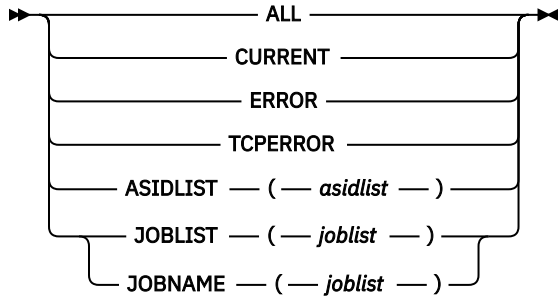 ALL
CURRENT
ERROR
TCPERROR
ASIDLIST ( asidlist )
JOBLIST ( joblist )
JOBNAME ( joblist )